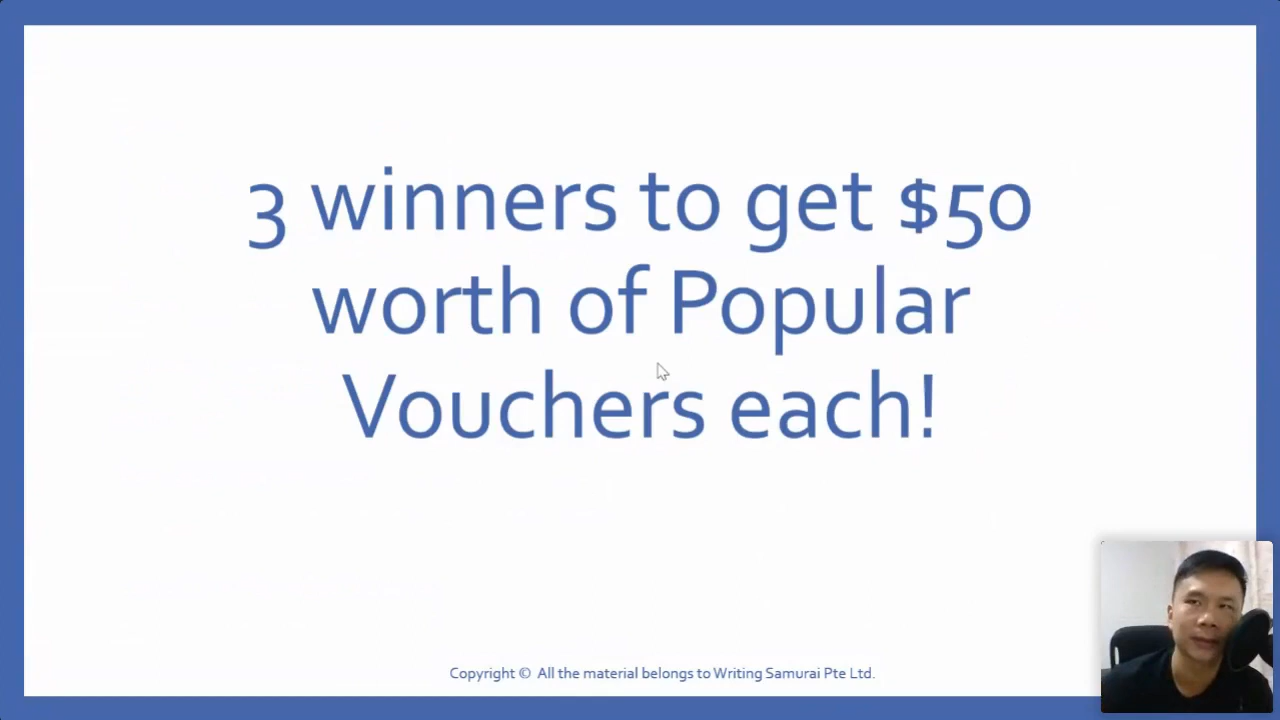 3 winners to get $50
worth of Popular
Vouchers each!
Copyright © All the material belongs to Writing Samurai Pte Ltd.